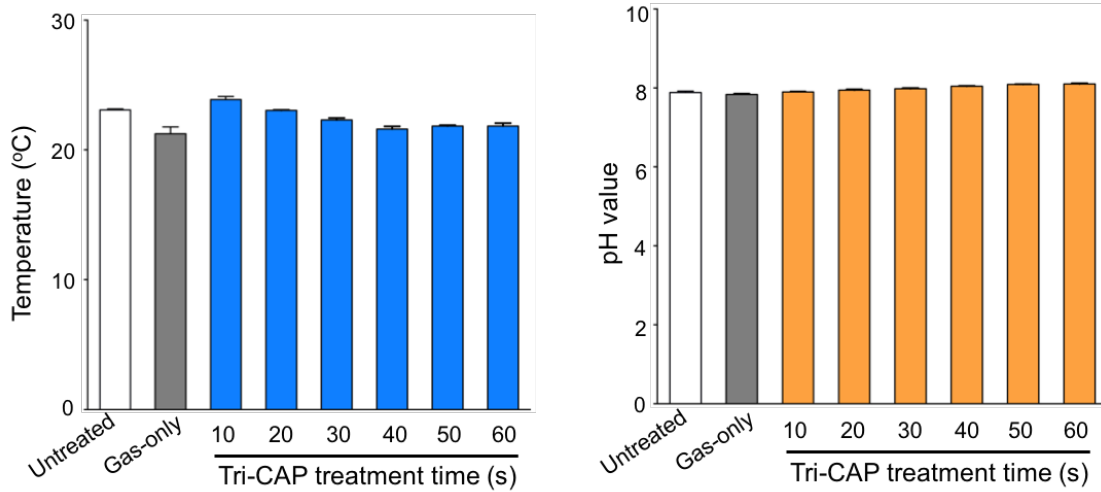 30
20
10
0
Temperature (ºC)
Untreated
Gas-only
10 20 30 40 50 60
Tri-CAP treatment time (s)
10
8
6
4
2
0
pH value
Untreated
Gas-only
10 20 30 40 50 60
Tri-CAP treatment time (s)